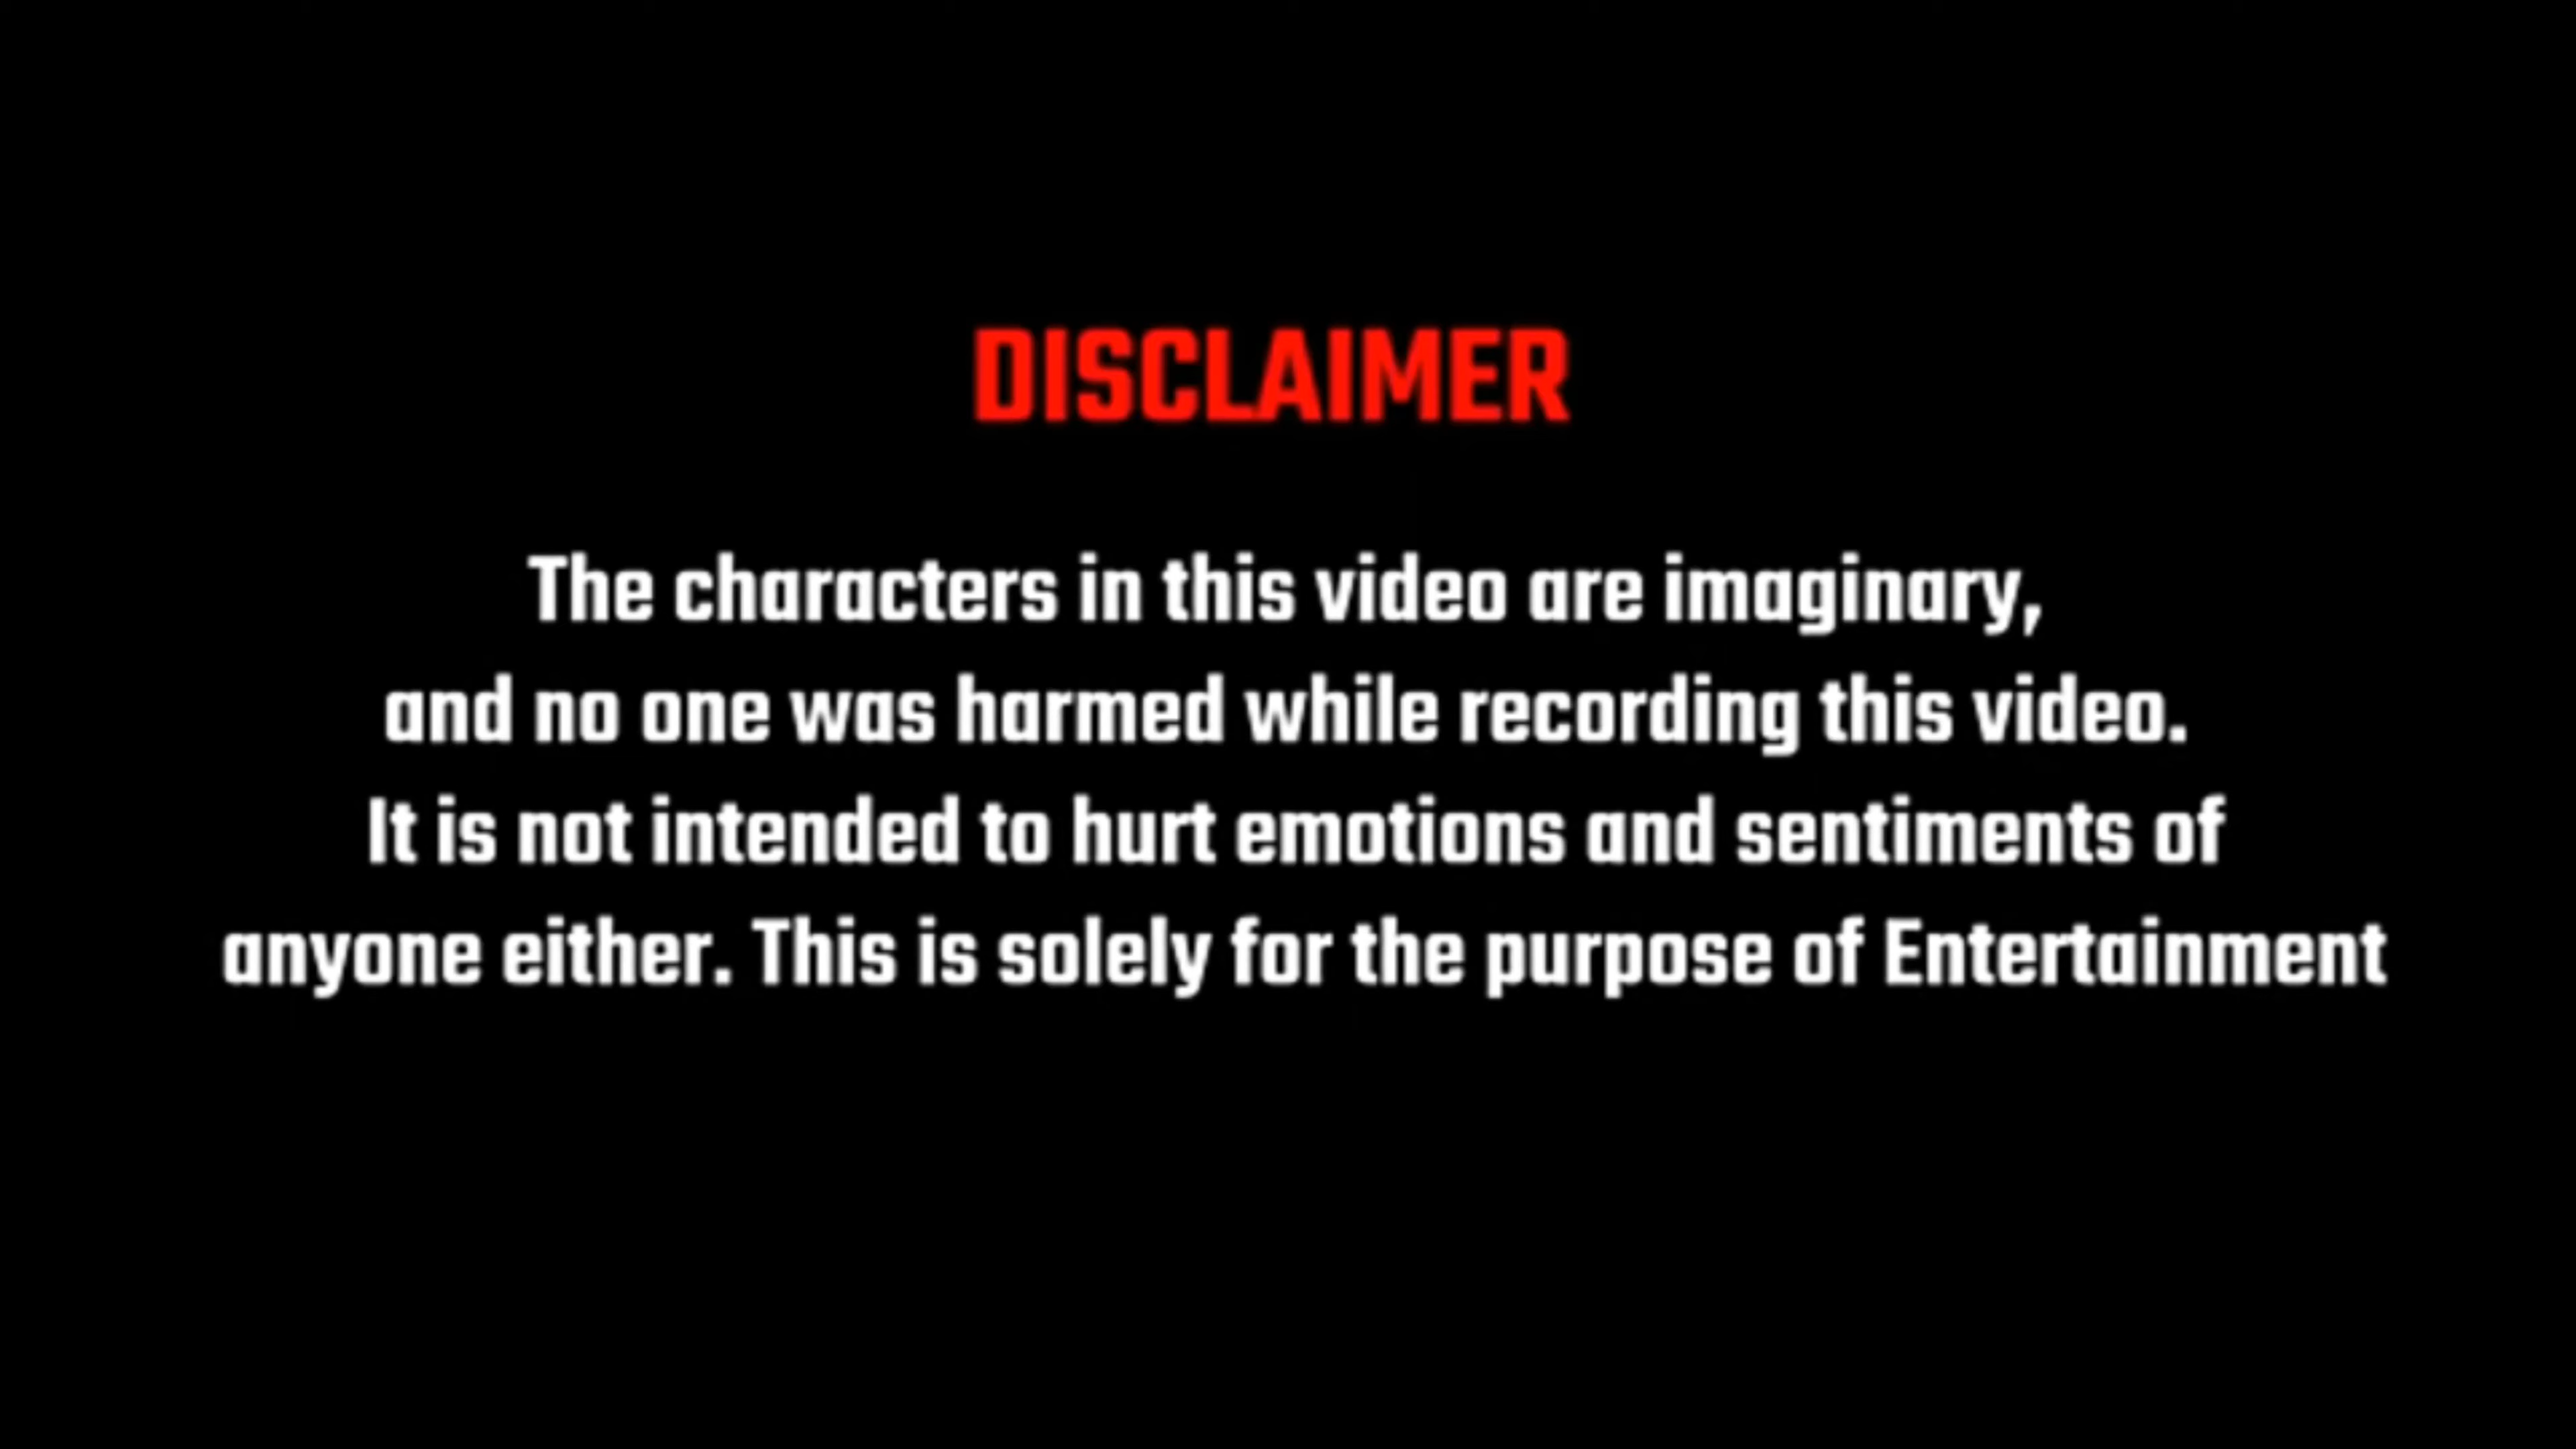 DISCLAIMER
The characters in this video are imaginary,
and no one was harmed while recording this video.
It is not intended to hurt emotions and sentiments of
anyone either. This is solely for the purpose of Entertainment